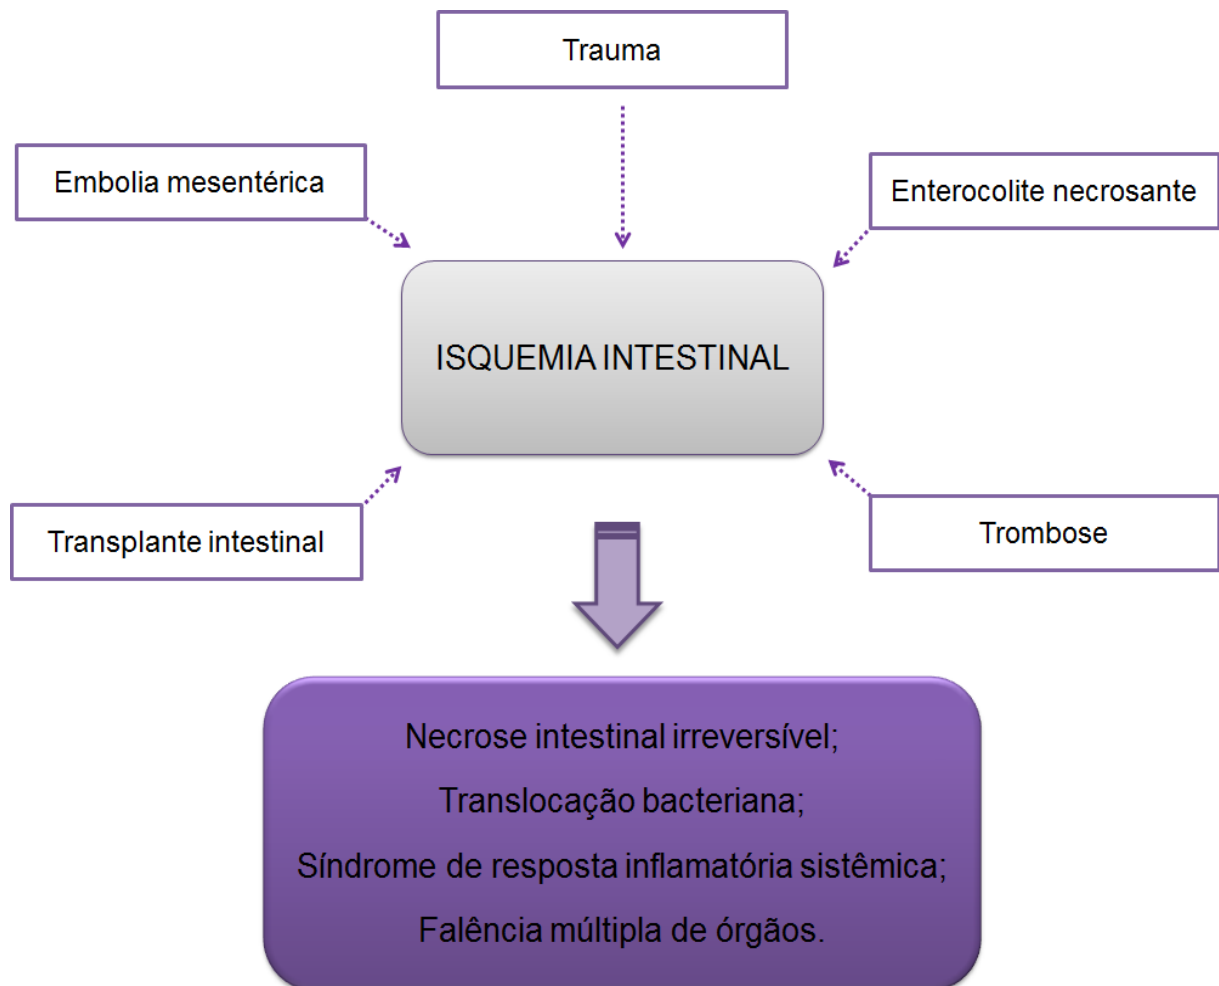 Trauma
Embolia mesentérica
Enterocolite necrosante
ISQUEMIA INTESTINAL
Transplante intestinal
Trombose
Necrose intestinal irreversível;
Translocação bacteriana;
Síndrome de resposta inflamatória sistêmica;
Falência múltipla de órgãos.